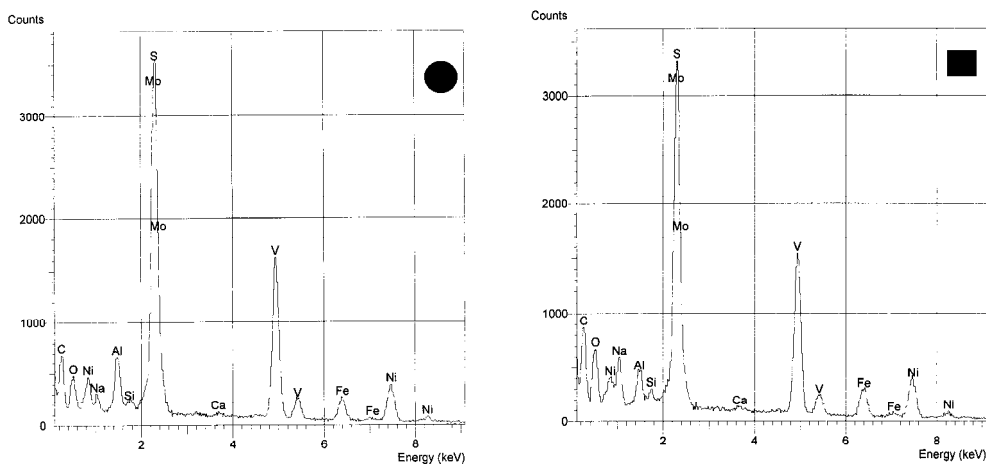 Counts
3000
2000
1000
0
S
Mo
Mo
V
C
O
Ni
Na
Al
Si
Ca
V
Fe
Fe
Ni
Ni
2
4
6
8
Energy (keV)
Counts
3000
2000
1000
0
S
Mo
Mo
V
C
O
Ni
Na
Al
Si
Ca
V
Fe
Fe
Ni
Ni
2
4
6
8
Energy (keV)